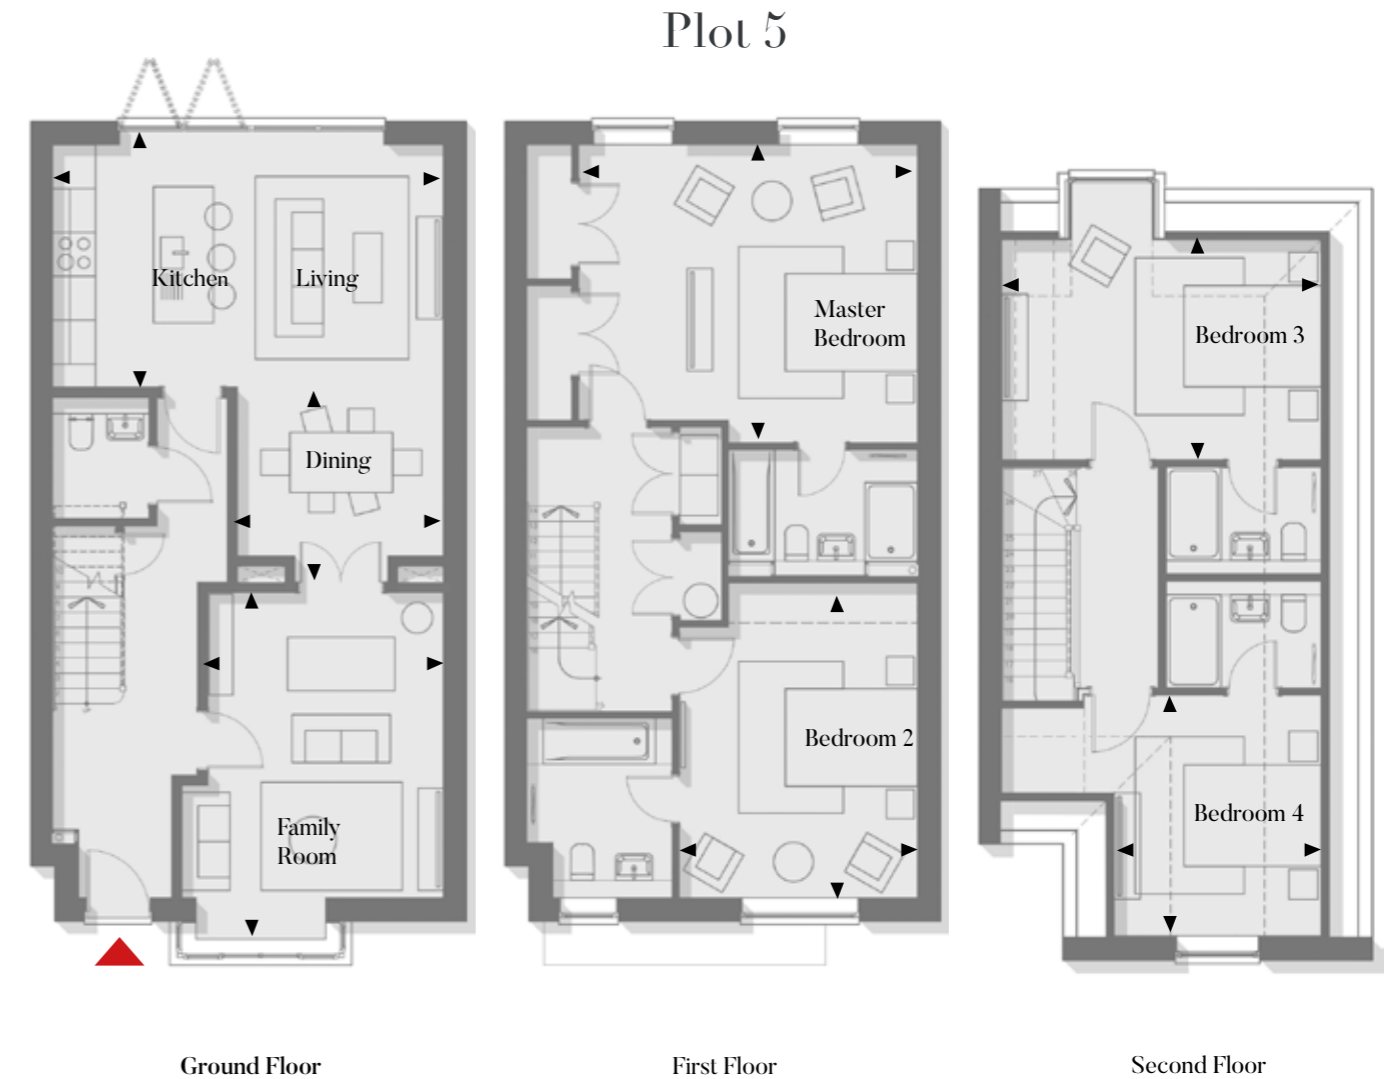 Plot 5
Kitchen
Living
Dining
Family
Room
Master
Bedroom
Bedroom 2
Bedroom 3
Bedroom 4
Ground Floor
First Floor
Second Floor